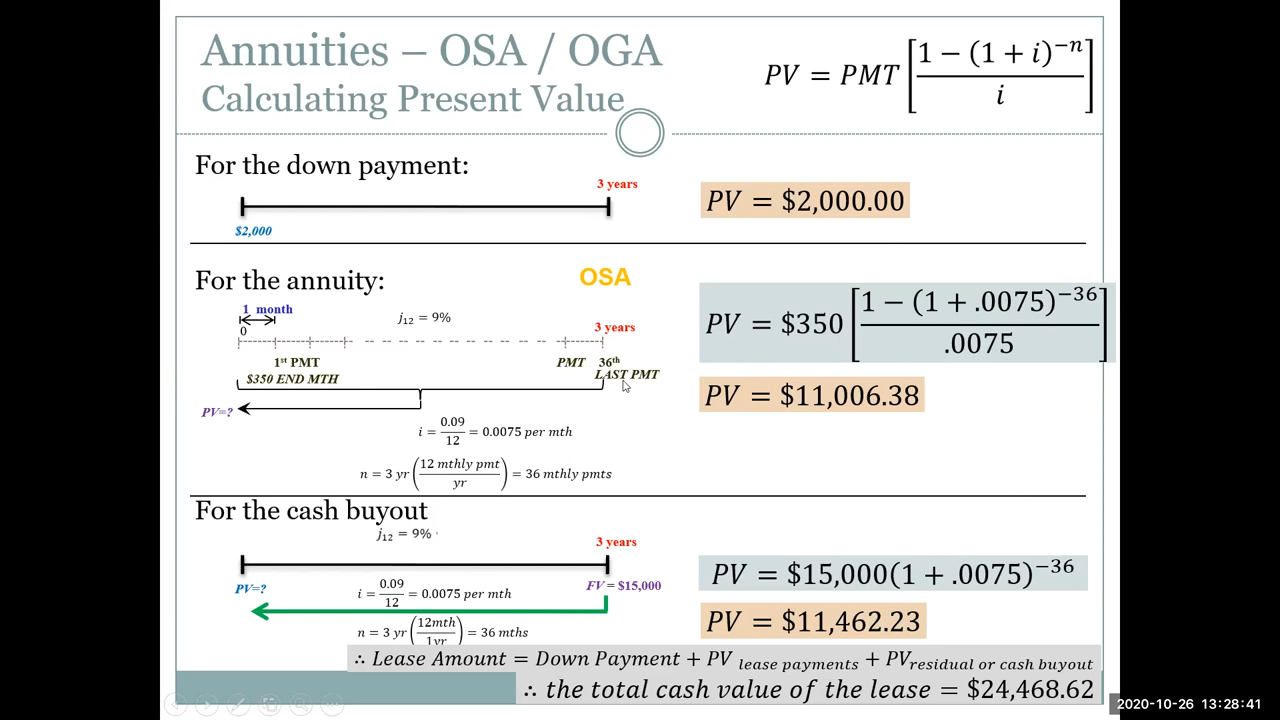 Annuities – OSA / OGA
Calculating Present Value
PV = PMT [1 − (1 + i)^−n / i]
For the down payment:
3 years
$2,000
PV = $2,000.00
For the annuity:
OSA
1 month
0
j₁₂ = 9%
3 years
1st PMT
$350 END MTH
PMT 36th
LAST PMT
PV=?
i = 0.09/12 = 0.0075 per mth
n = 3 yr (12 mthly pmt/yr) = 36 mthly pmts
PV = $350 [1 − (1 + .0075)^−36 / .0075]
PV = $11,006.38
For the cash buyout
j₁₂ = 9%
3 years
PV=?
FV = $15,000
i = 0.09/12 = 0.0075 per mth
n = 3 yr (12mth/1yr) = 36 mths
PV = $15,000(1 + .0075)^−36
PV = $11,462.23
∴ Lease Amount = Down Payment + PV lease payments + PV residual or cash buyout
∴ the total cash value of the lease = $24,468.62
2020-10-26 13:28:41